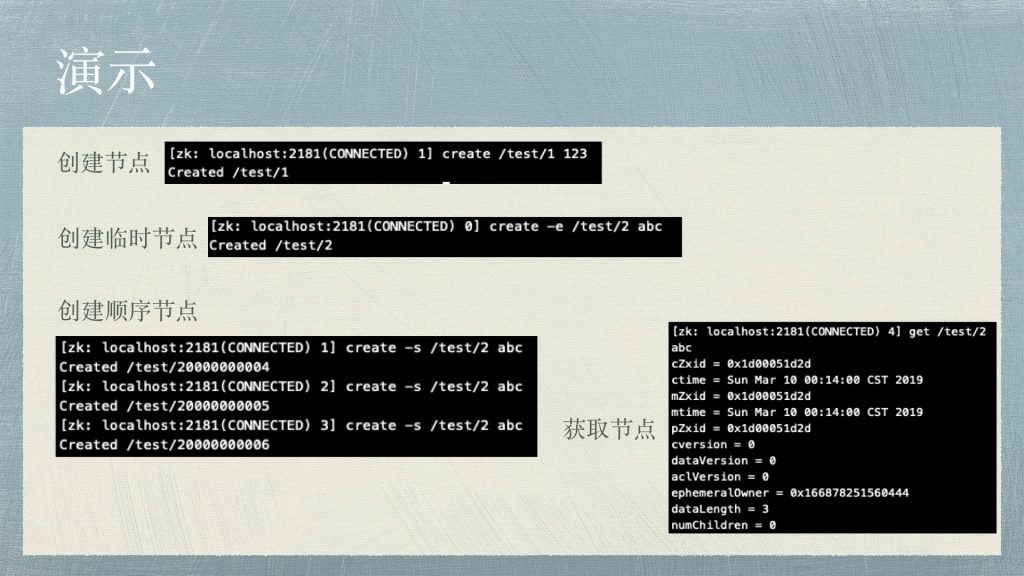 演示
创建节点
[zk: localhost:2181(CONNECTED) 1] create /test/1 123
Created /test/1
创建临时节点
[zk: localhost:2181(CONNECTED) 0] create -e /test/2 abc
Created /test/2
创建顺序节点
[zk: localhost:2181(CONNECTED) 1] create -s /test/2 abc
Created /test/20000000004
[zk: localhost:2181(CONNECTED) 2] create -s /test/2 abc
Created /test/20000000005
[zk: localhost:2181(CONNECTED) 3] create -s /test/2 abc
Created /test/20000000006
获取节点
[zk: localhost:2181(CONNECTED) 4] get /test/2
abc
cZxid = 0x1d00051d2d
ctime = Sun Mar 10 00:14:00 CST 2019
mZxid = 0x1d00051d2d
mtime = Sun Mar 10 00:14:00 CST 2019
pZxid = 0x1d00051d2d
cversion = 0
dataVersion = 0
aclVersion = 0
ephemeralOwner = 0x166878251560444
dataLength = 3
numChildren = 0